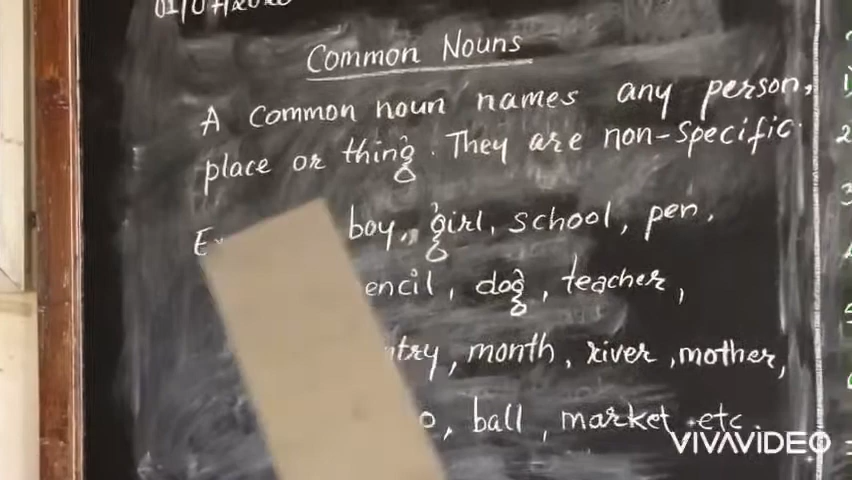 Common Nouns
A common noun names any person,
place or thing. They are non-specific.
boy, girl, school, pen,
encil, dog, teacher,
ntry, month, river, mother,
o, ball, market etc.
VIVAVIDEO